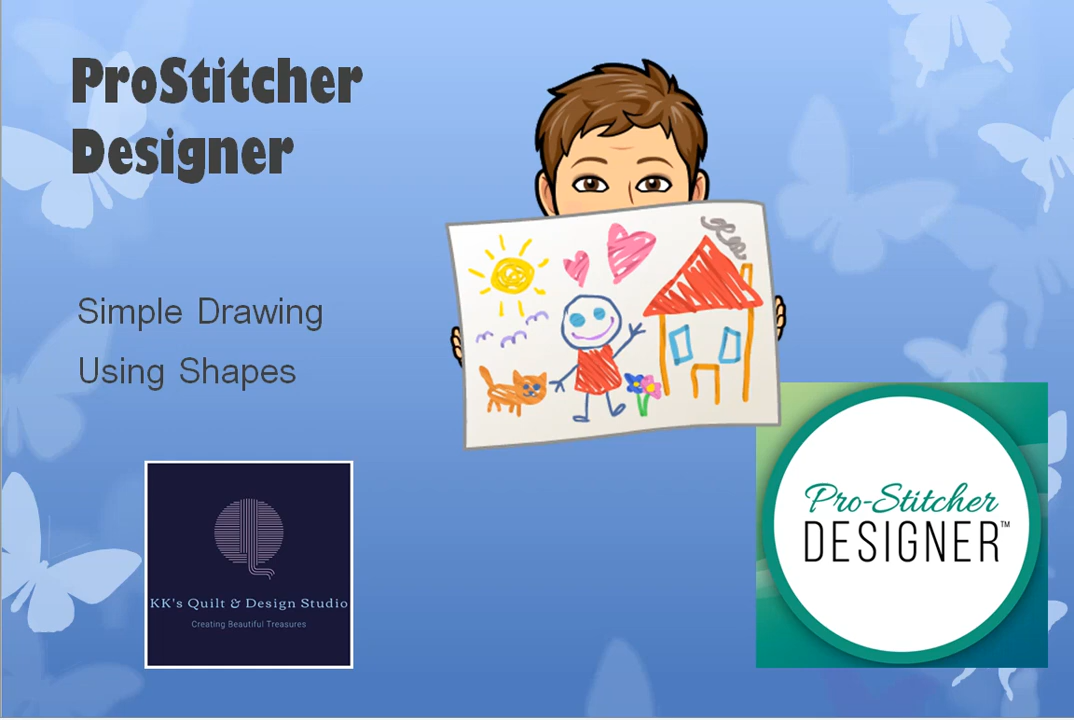 ProStitcher
Designer
Simple Drawing
Using Shapes
KK's Quilt & Design Studio
Creating Beautiful Treasures
Pro-Stitcher
DESIGNER™